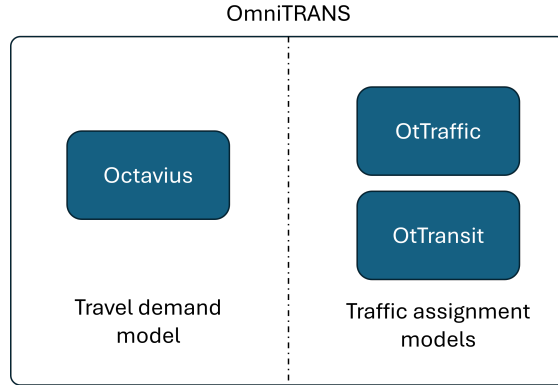 OmniTRANS
Octavius
Travel demand
model
OtTraffic
OtTransit
Traffic assignment
models